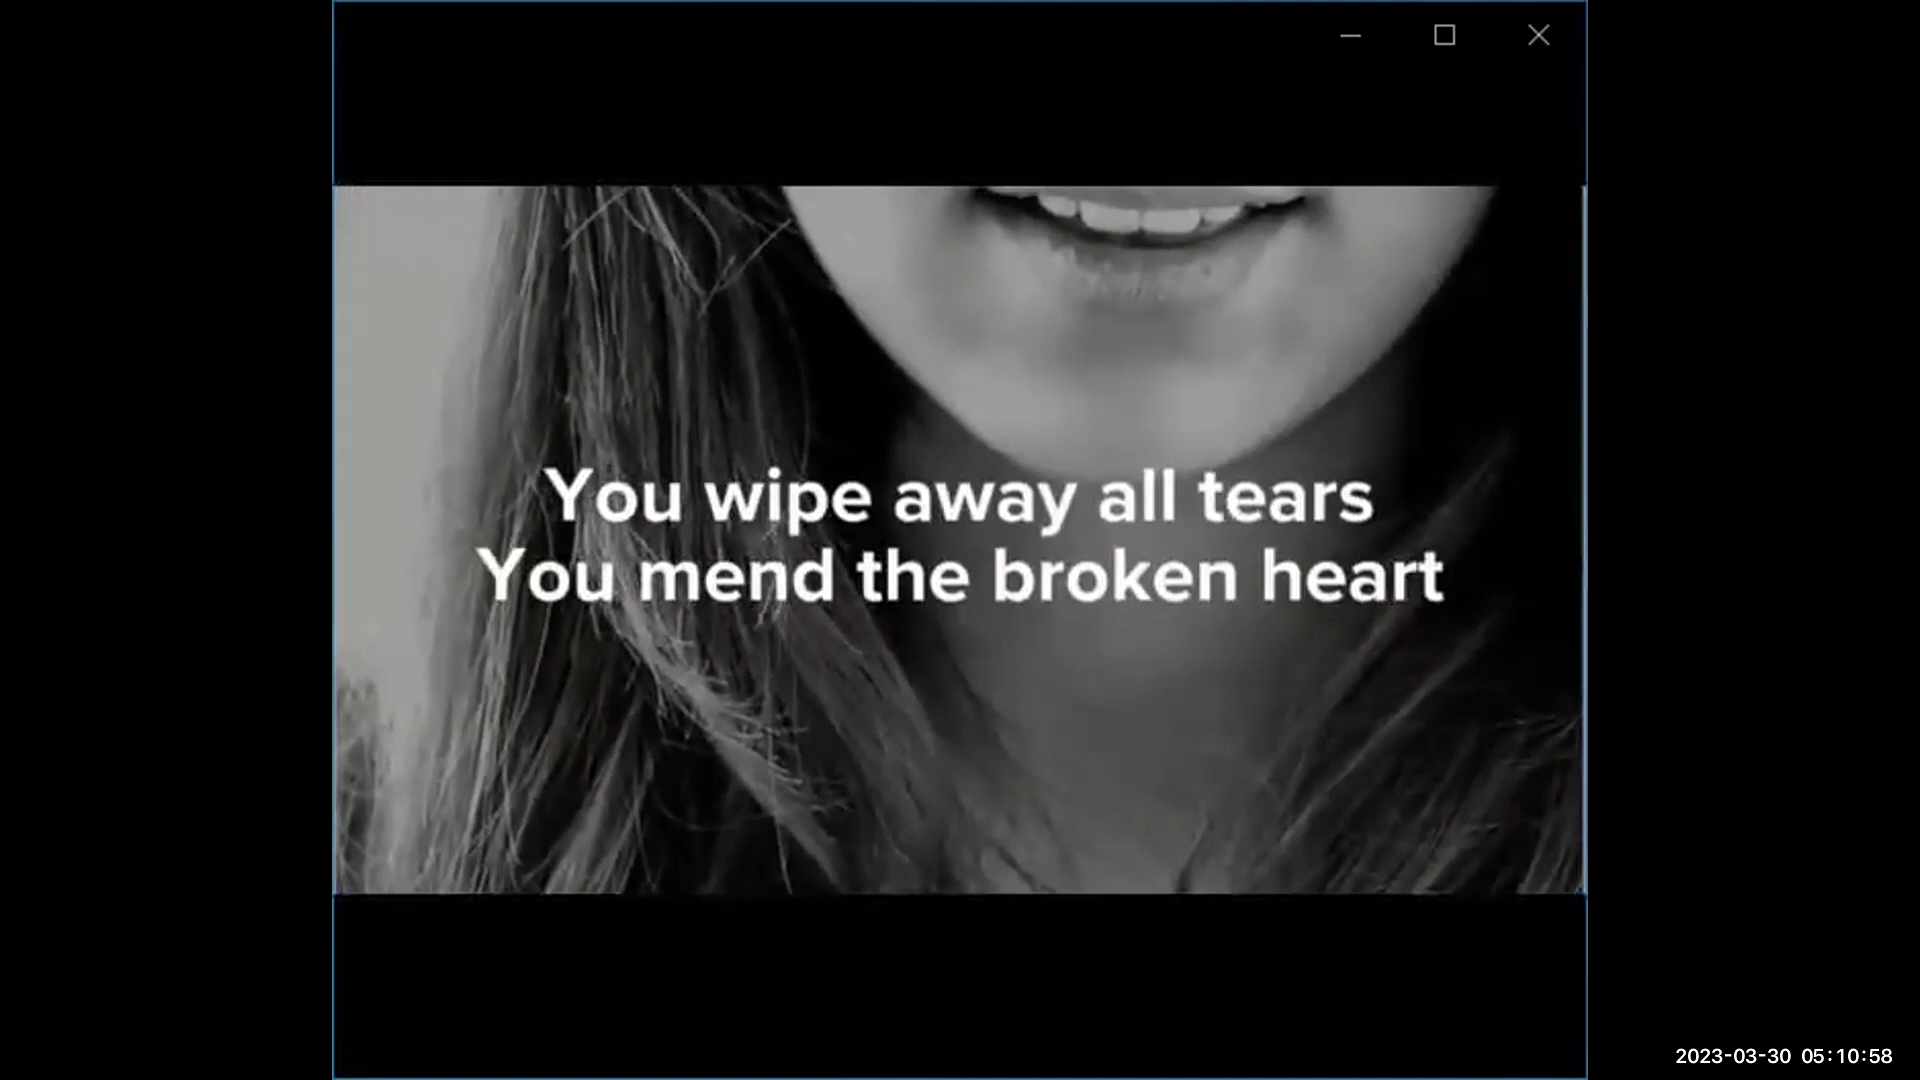 You wipe away all tears
You mend the broken heart
2023-03-30 05:10:58